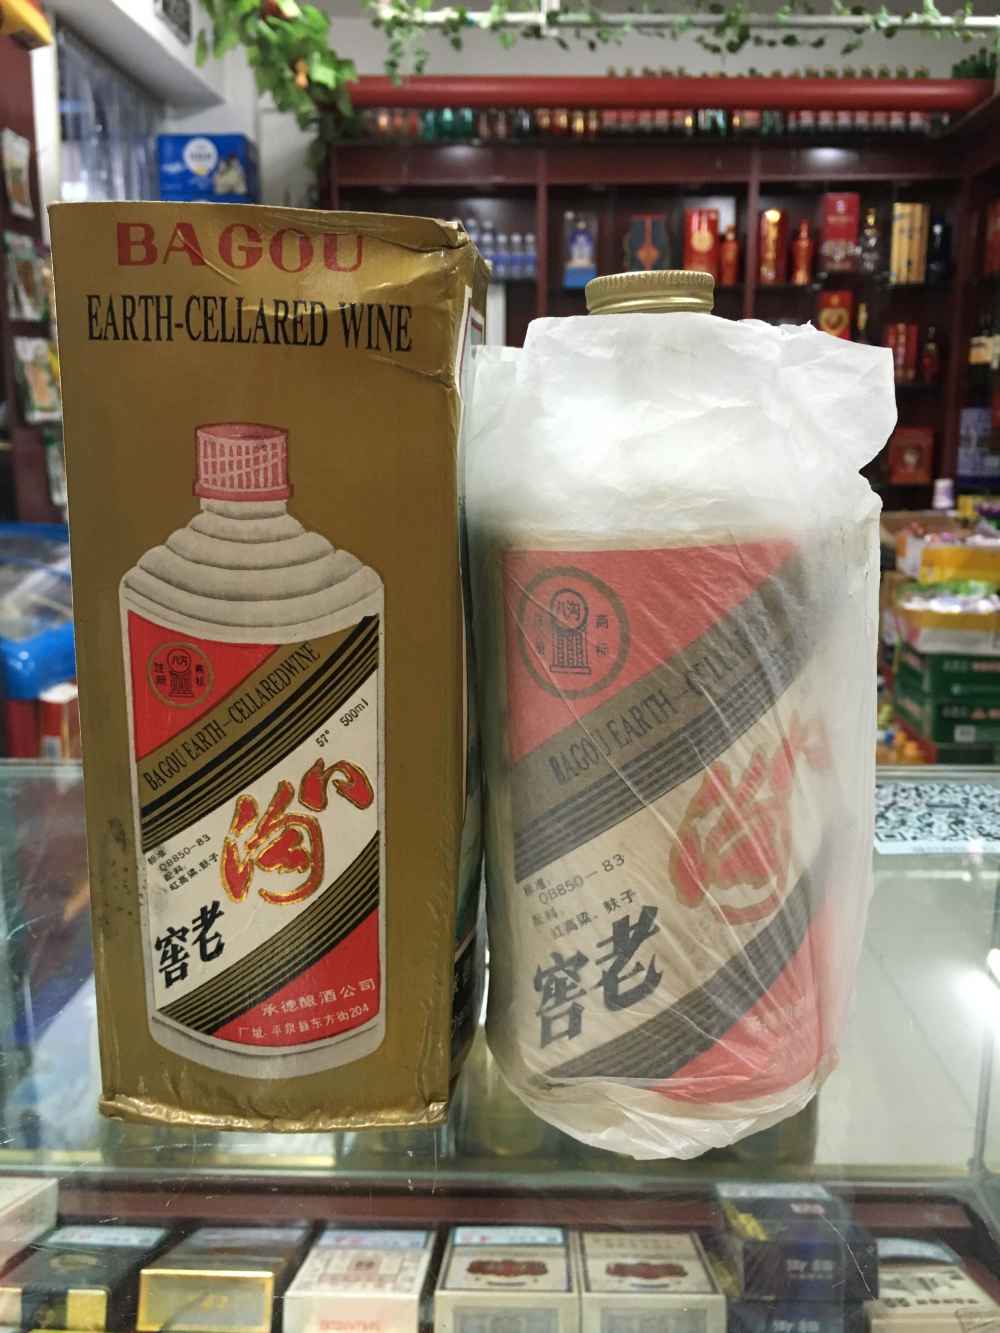 BAGOU
EARTH-CELLARED WINE
八沟
注册
商标
BAGOU EARTH-CELLAREDWINE
57° 500ml
八沟
标准:
QB850-83
配料:
红高粱、麸子
老窖
承德酿酒公司
厂址:平泉县东方街204
八沟
注册
商标
BAGOU EARTH-CELLA
八沟
标准:
QB850-83
配料:
红高粱、麸子
老窖